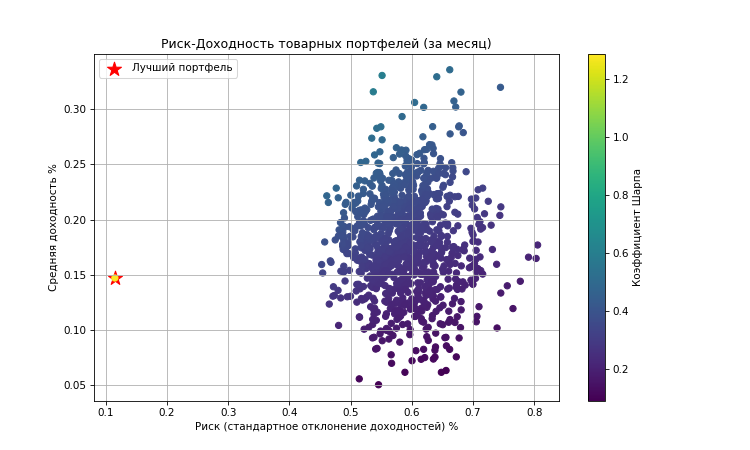 Риск-Доходность товарных портфелей (за месяц)
Лучший портфель
Средняя доходность %
0.30
0.25
0.20
0.15
0.10
0.05
0.1 0.2 0.3 0.4 0.5 0.6 0.7 0.8
Риск (стандартное отклонение доходностей) %
1.2
1.0
0.8
0.6
0.4
0.2
Коэффициент Шарпа